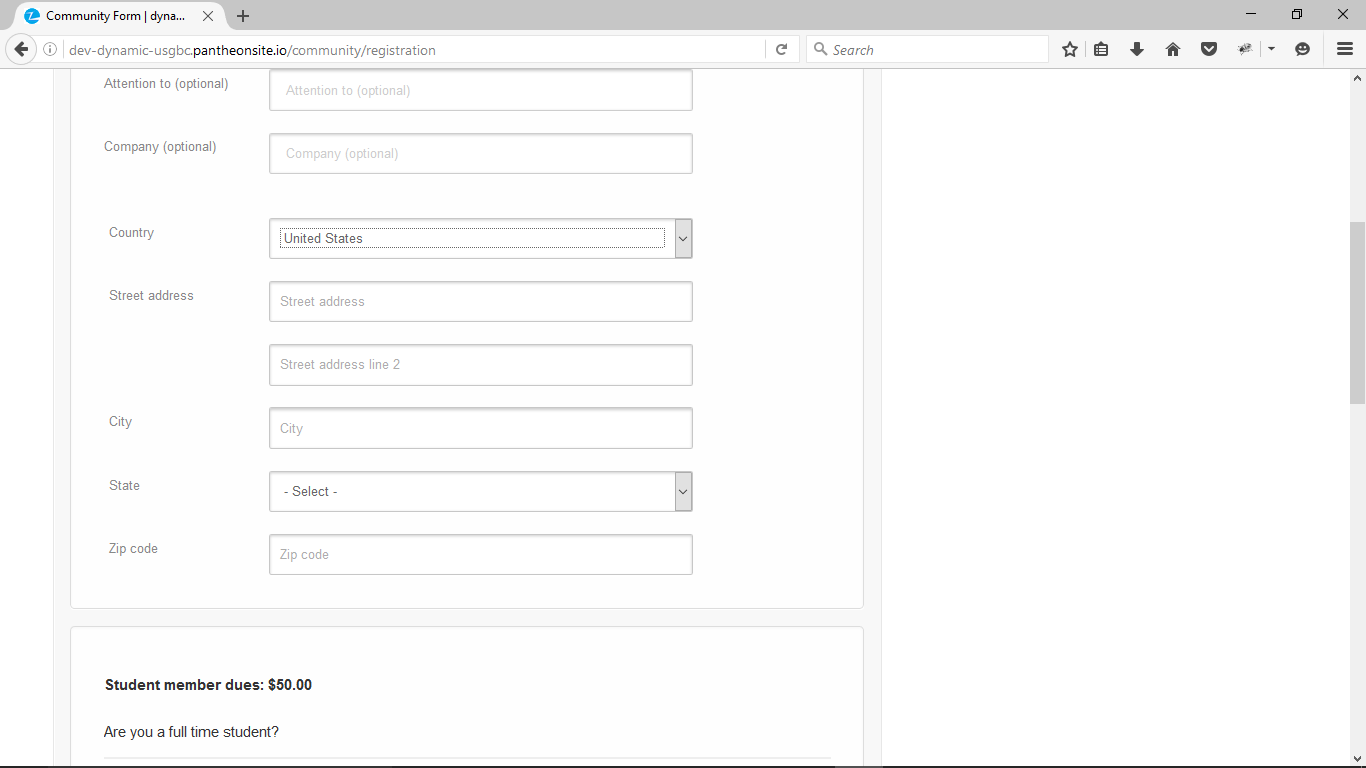 Community Form | dyna...
dev-dynamic-usgbc.pantheonsite.io/community/registration
Search
Attention to (optional)
Attention to (optional)
Company (optional)
Company (optional)
Country
United States
Street address
Street address
Street address line 2
City
City
State
- Select -
Zip code
Zip code
Student member dues: $50.00
Are you a full time student?